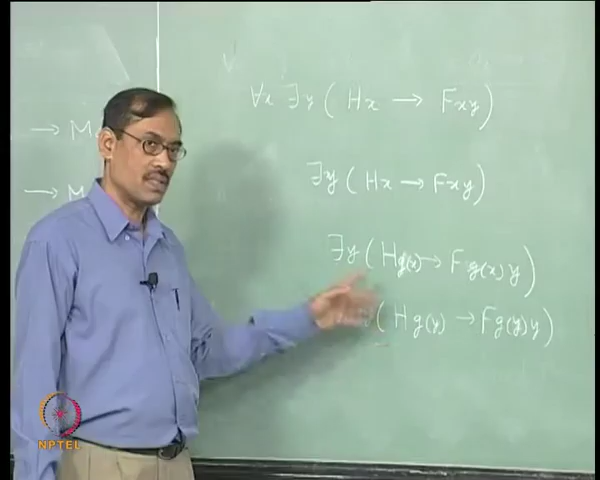 ∀x ∃y ( Hx → Fxy )
→ M
∃y ( Hx → Fxy )
→ M
∃y ( Hg(x) → Fg(x)y )
( Hg(y) → Fg(y)y )
NPTEL